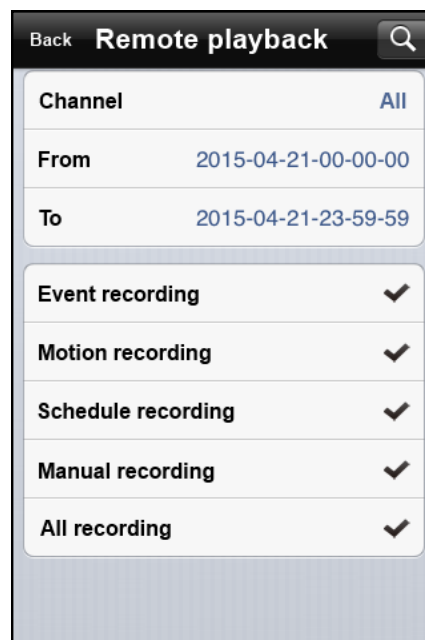 Back Remote playback
Channel All
From 2015-04-21-00-00-00
To 2015-04-21-23-59-59
Event recording
Motion recording
Schedule recording
Manual recording
All recording